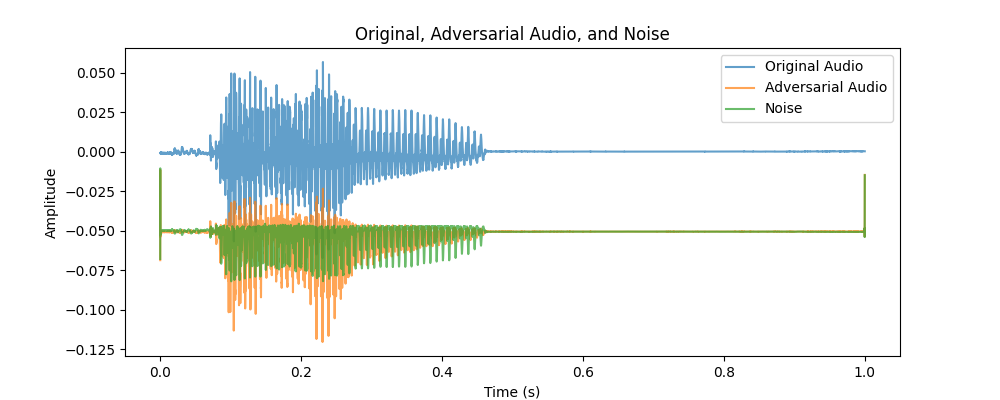 Original, Adversarial Audio, and Noise
Original Audio
Adversarial Audio
Noise
Amplitude
0.050
0.025
0.000
−0.025
−0.050
−0.075
−0.100
−0.125
0.0
0.2
0.4
0.6
0.8
1.0
Time (s)